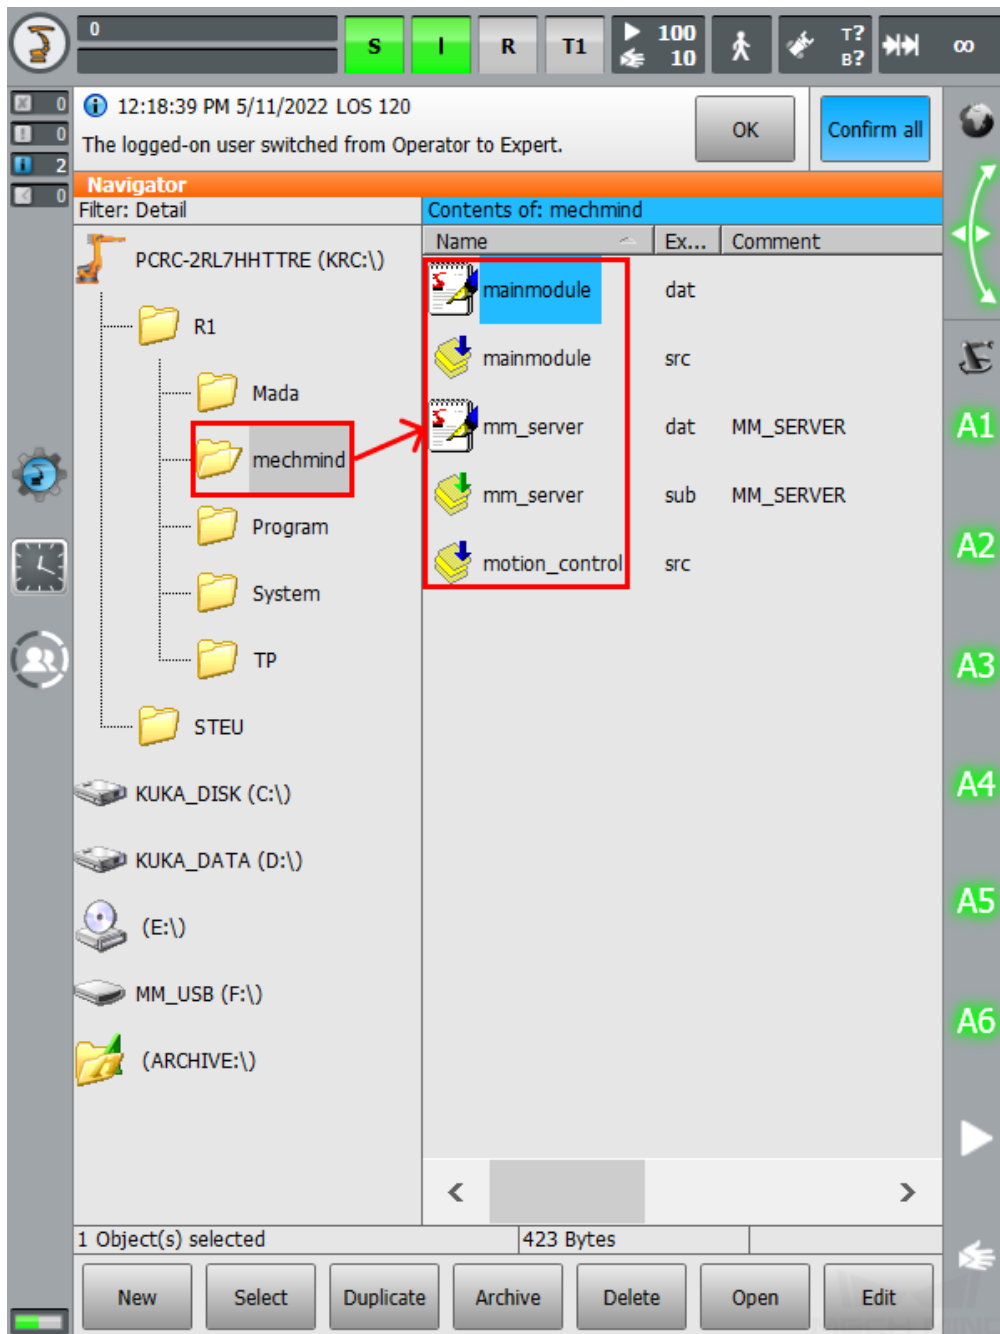 0
S
I
R
T1
100
10
T?
B?
∞
0
0
2
0
12:18:39 PM 5/11/2022 LOS 120
The logged-on user switched from Operator to Expert.
OK
Confirm all
Navigator
Filter: Detail
Contents of: mechmind
Name
Ex...
Comment
PCRC-2RL7HHTTRE (KRC:\)
R1
Mada
mechmind
Program
System
TP
STEU
KUKA_DISK (C:\)
KUKA_DATA (D:\)
(E:\)
MM_USB (F:\)
(ARCHIVE:\)
mainmodule dat
mainmodule src
mm_server dat MM_SERVER
mm_server sub MM_SERVER
motion_control src
A1
A2
A3
A4
A5
A6
1 Object(s) selected
423 Bytes
New
Select
Duplicate
Archive
Delete
Open
Edit